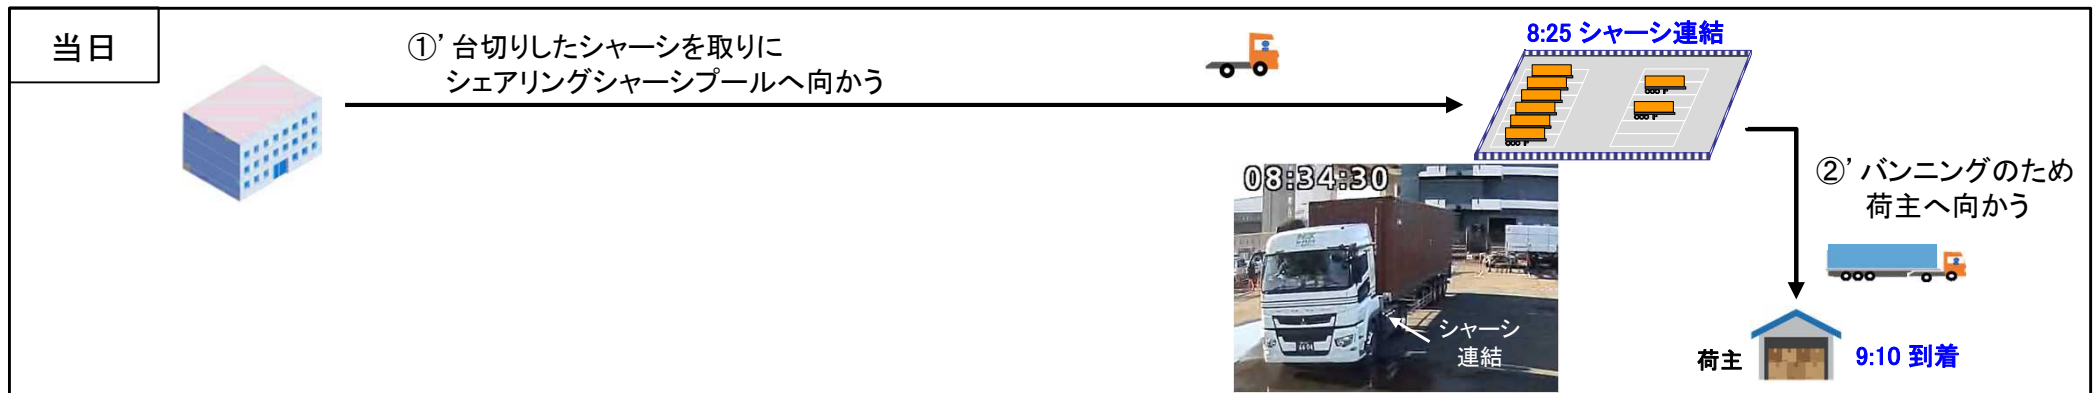 当日
①’ 台切りしたシャーシを取りに
シェアリングシャーシプールへ向かう
8:25 シャーシ連結
08:34:30
シャーシ
連結
②’ バンニングのため
荷主へ向かう
荷主
9:10 到着